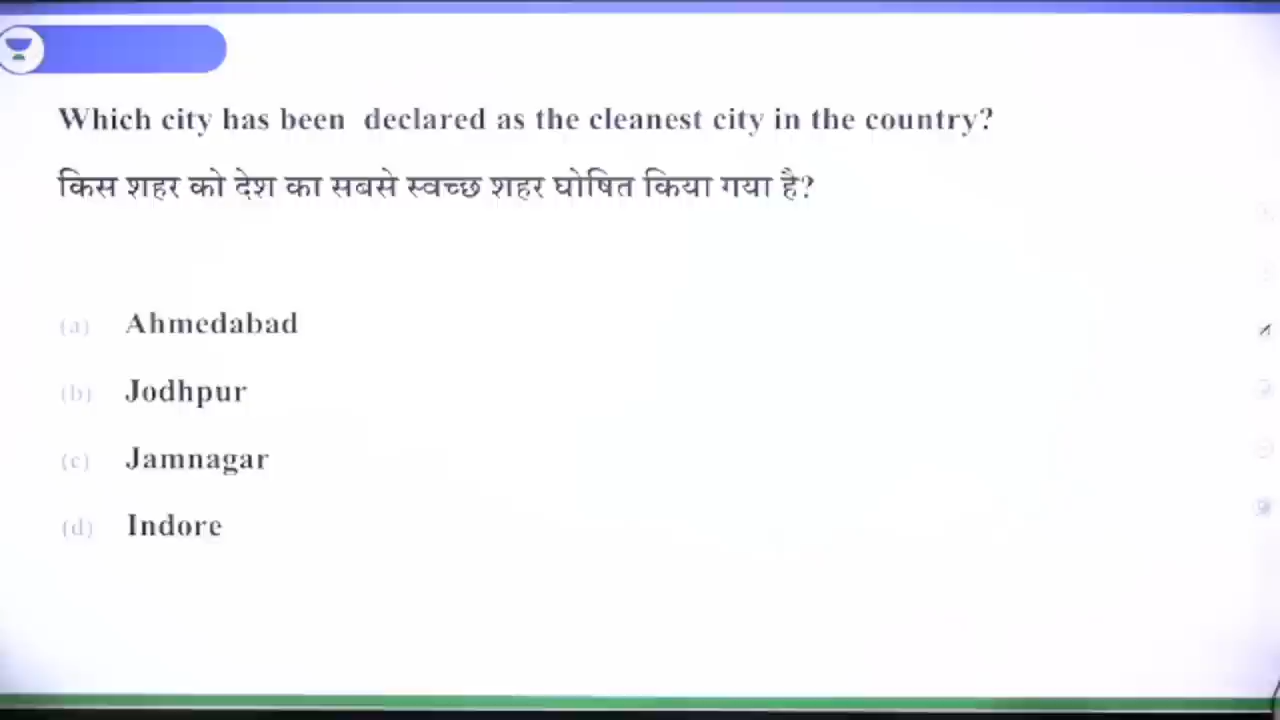 Which city has been declared as the cleanest city in the country?
किस शहर को देश का सबसे स्वच्छ शहर घोषित किया गया है?
(a) Ahmedabad
(b) Jodhpur
(c) Jamnagar
(d) Indore